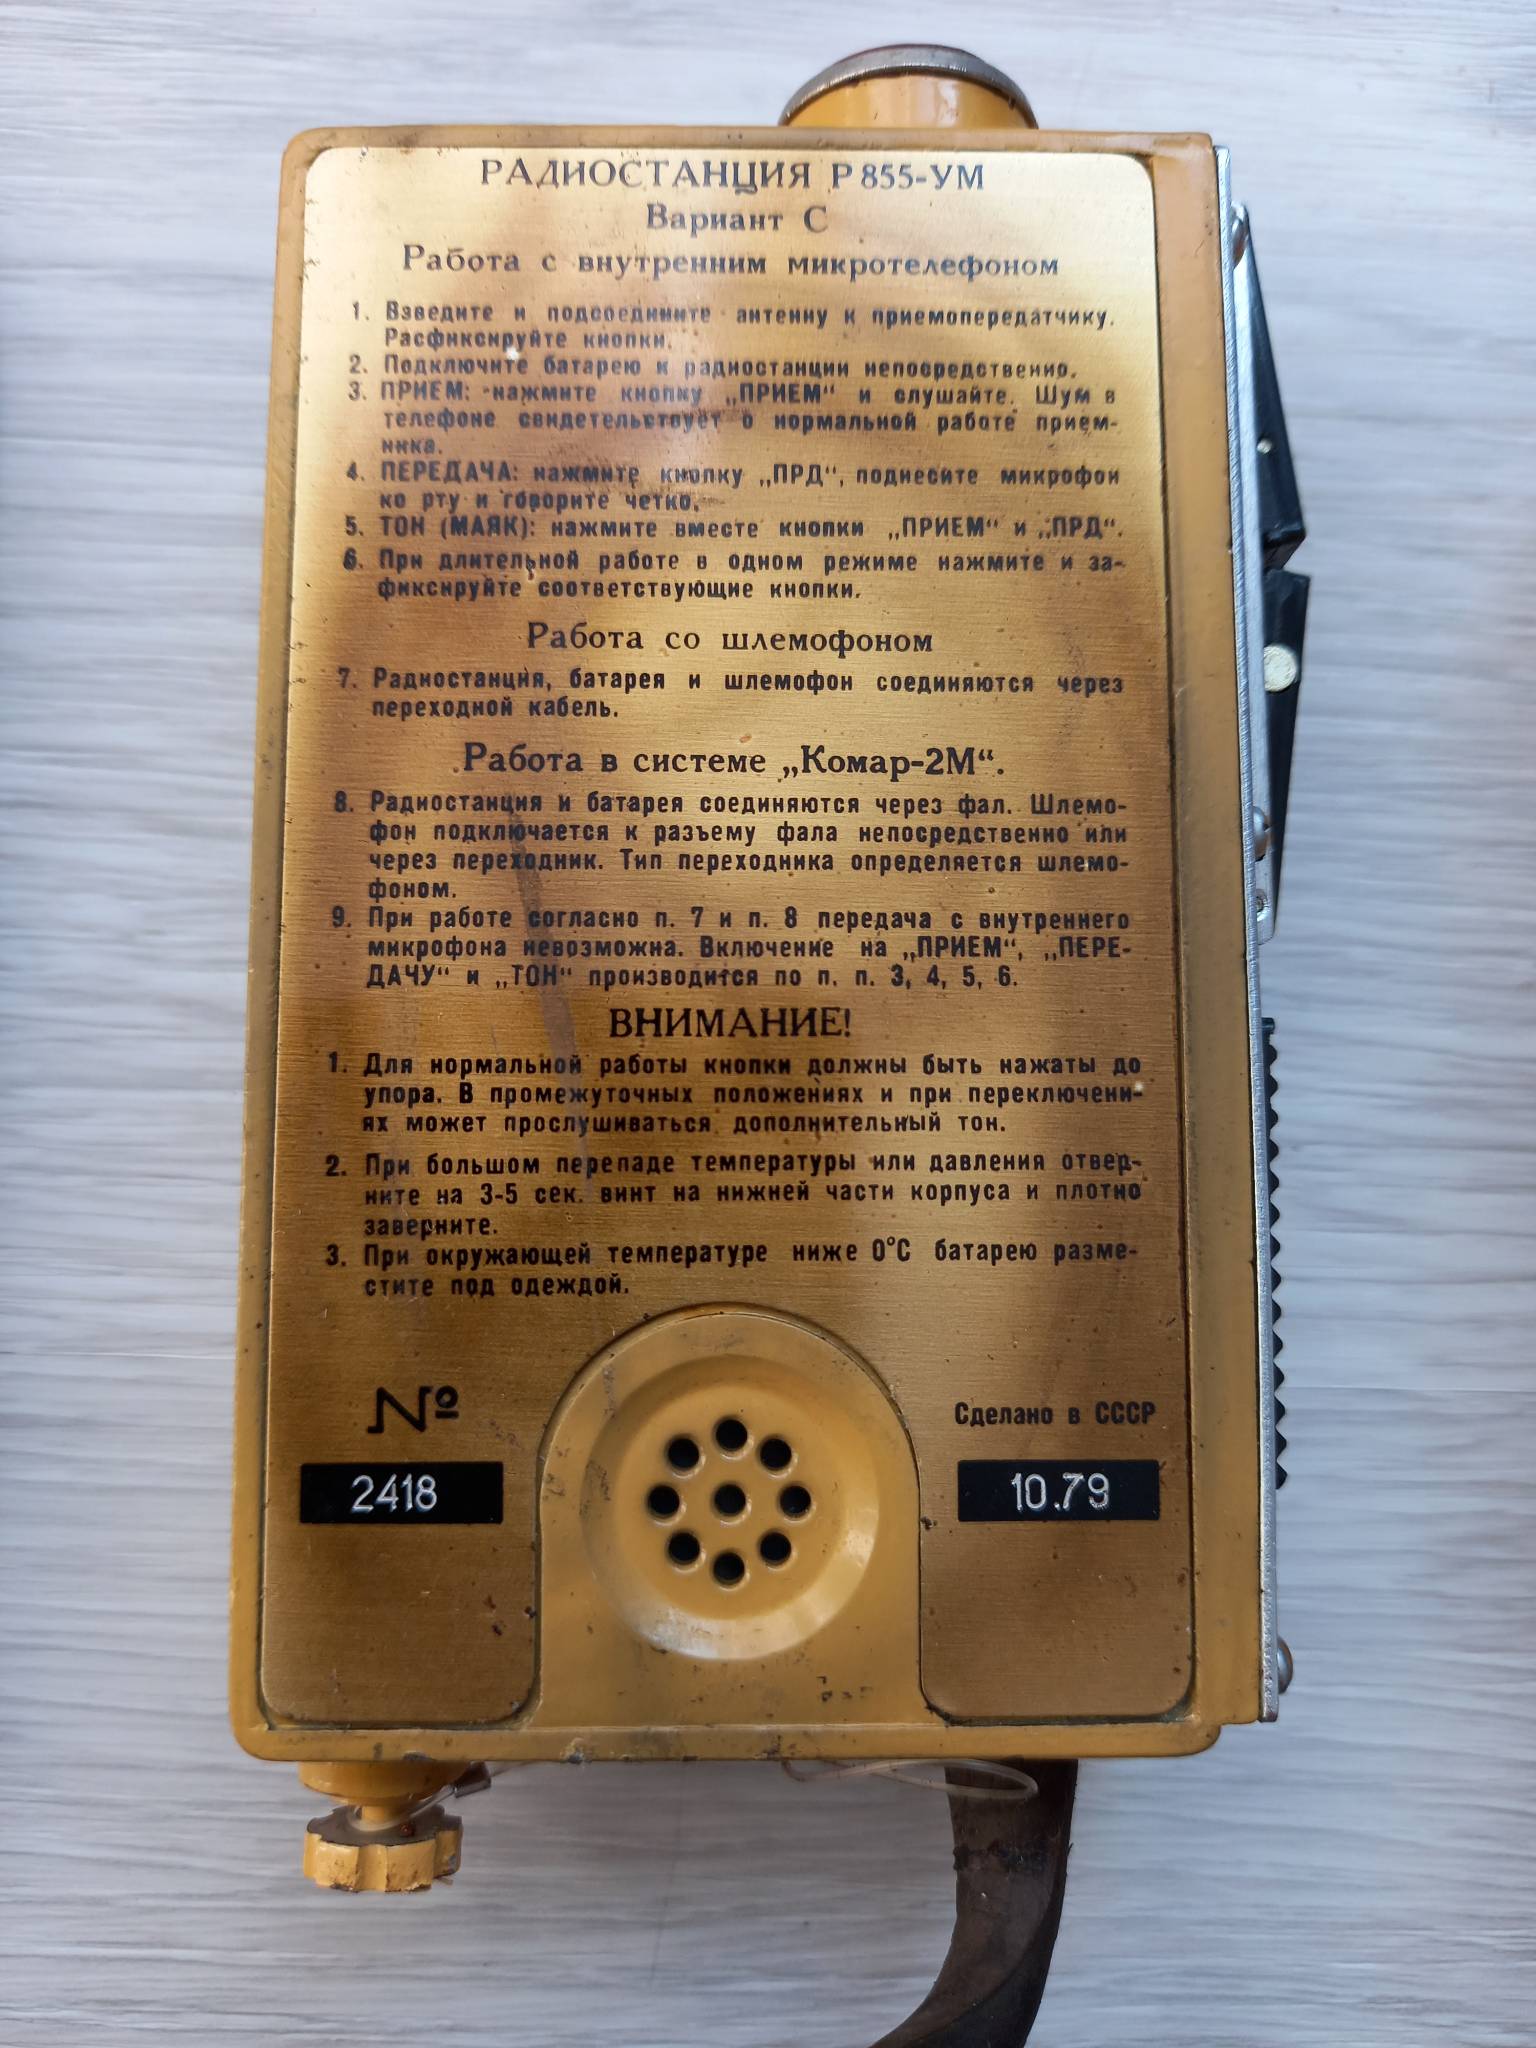 РАДИОСТАНЦИЯ Р 855-УМ
Вариант С
Работа с внутренним микротелефоном
1. Взведите и подсоедините антенну к приемопередатчику.
Расфиксируйте кнопки.
2. Подключите батарею к радиостанции непосредственно.
3. ПРИЕМ: нажмите кнопку „ПРИЕМ“ и слушайте. Шум в
телефоне свидетельствует о нормальной работе прием-
ника.
4. ПЕРЕДАЧА: нажмите кнопку „ПРД“, поднесите микрофон
ко рту и говорите четко.
5. ТОН (МАЯК): нажмите вместе кнопки „ПРИЕМ“ и „ПРД“.
6. При длительной работе в одном режиме нажмите и за-
фиксируйте соответствующие кнопки.
Работа со шлемофоном
7. Радиостанция, батарея и шлемофон соединяются через
переходной кабель.
Работа в системе „Комар-2М“.
8. Радиостанция и батарея соединяются через фал. Шлемо-
фон подключается к разъему фала непосредственно или
через переходник. Тип переходника определяется шлемо-
фоном.
9. При работе согласно п. 7 и п. 8 передача с внутреннего
микрофона невозможна. Включение на „ПРИЕМ“, „ПЕРЕ-
ДАЧУ“ и „ТОН“ производится по п. п. 3, 4, 5, 6.
ВНИМАНИЕ!
1. Для нормальной работы кнопки должны быть нажаты до
упора. В промежуточных положениях и при переключени-
ях может прослушиваться дополнительный тон.
2. При большом перепаде температуры или давления отвер-
ните на 3-5 сек. винт на нижней части корпуса и плотно
заверните.
3. При окружающей температуре ниже 0°С батарею разме-
стите под одеждой.
№
Сделано в СССР
2418
10.79